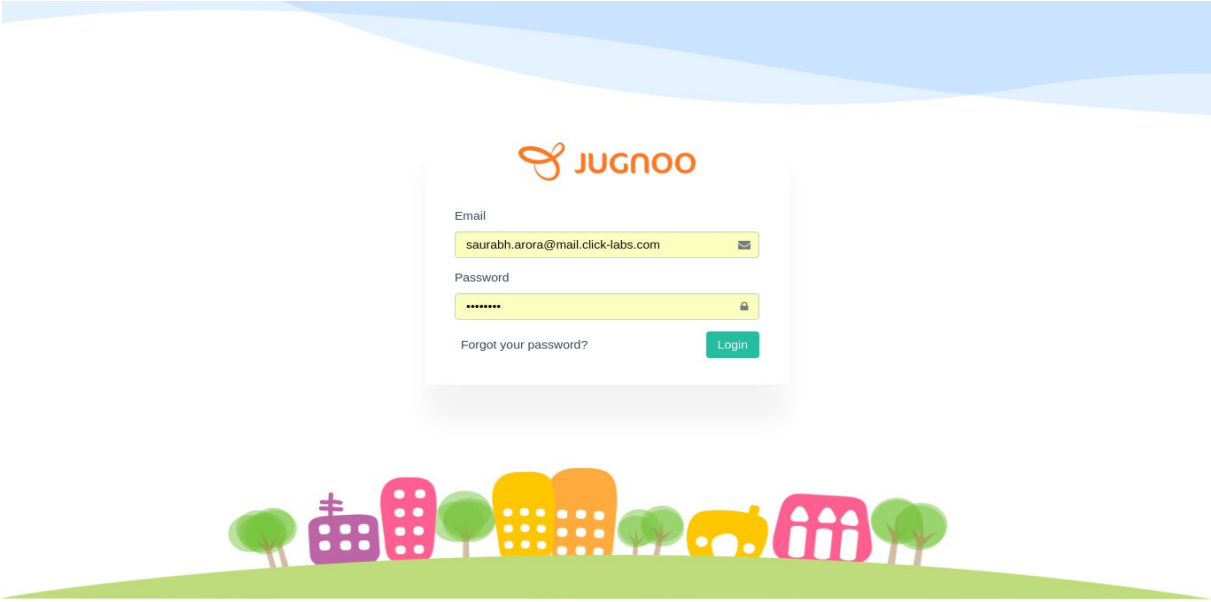 JUGNOO
Email
saurabh.arora@mail.click-labs.com
Password
••••••••
Forgot your password?
Login